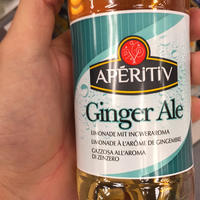 APÉRITIV
Ginger Ale
LIMONADE MIT INGWERAROMA
LIMONADE À L'ARÔME DE GINGEMBRE
GAZZOSA ALL'AROMA
DI ZENZERO